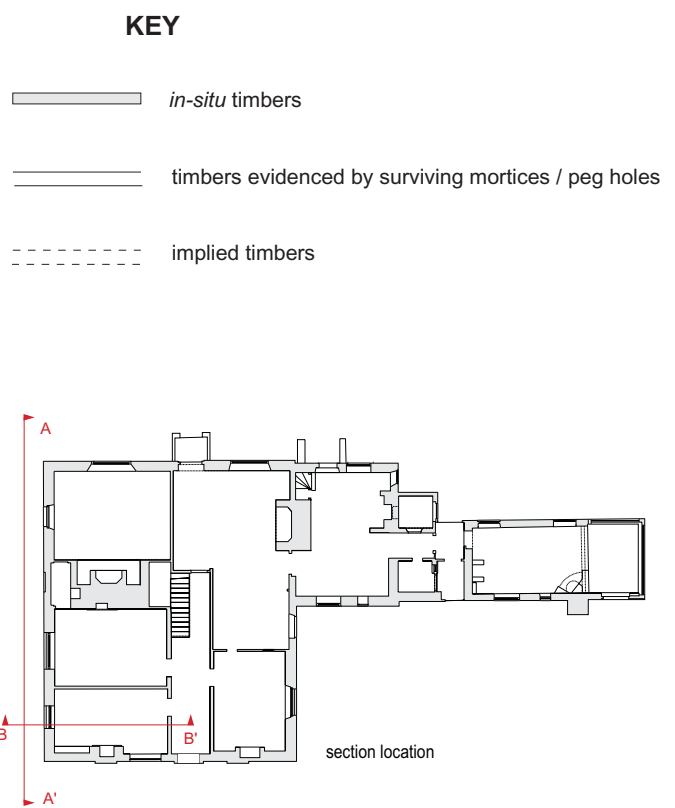 KEY
in-situ timbers
timbers evidenced by surviving mortices / peg holes
implied timbers
A
B
B'
section location
A'